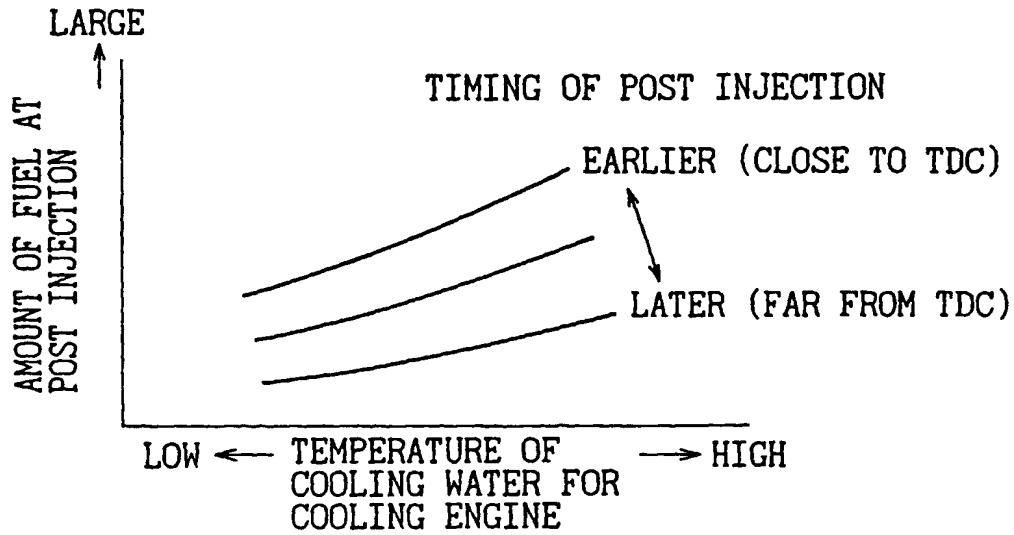 LARGE
AMOUNT OF FUEL AT
POST INJECTION
TIMING OF POST INJECTION
EARLIER (CLOSE TO TDC)
LATER (FAR FROM TDC)
LOW
TEMPERATURE OF
COOLING WATER FOR
COOLING ENGINE
HIGH